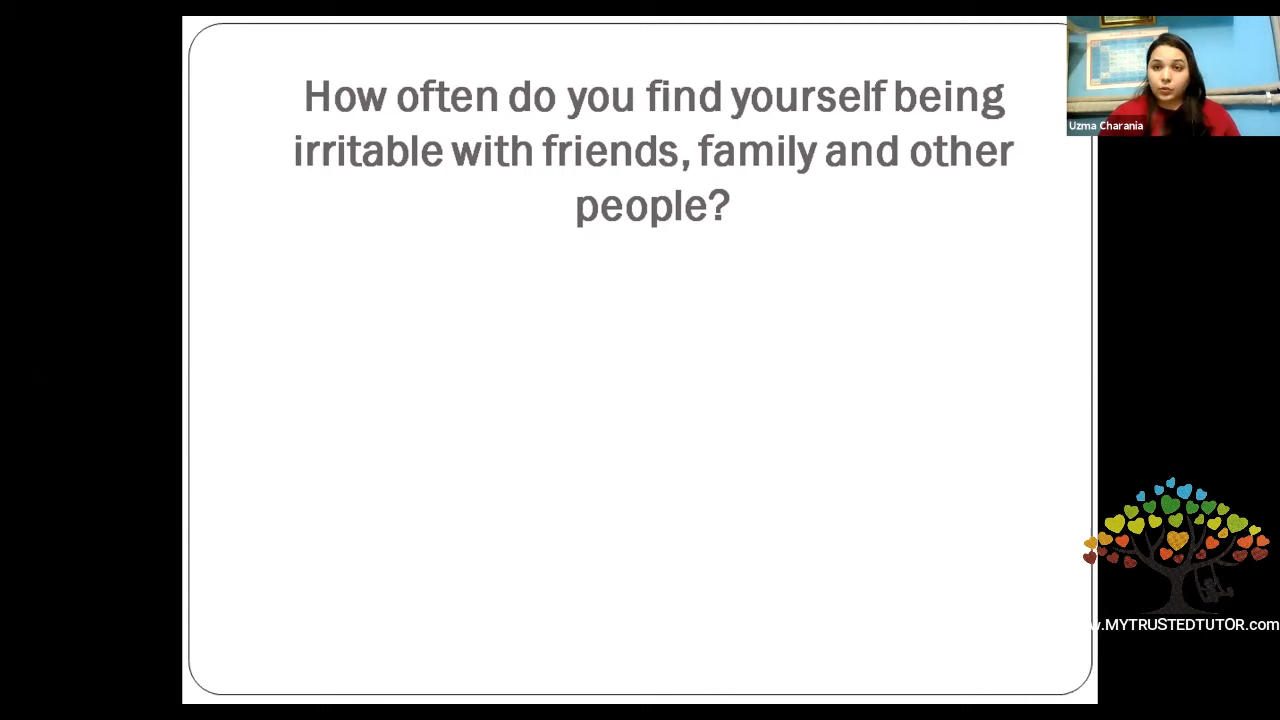 How often do you find yourself being
irritable with friends, family and other
people?
Uzma Charania
w.MYTRUSTEDTUTOR.com